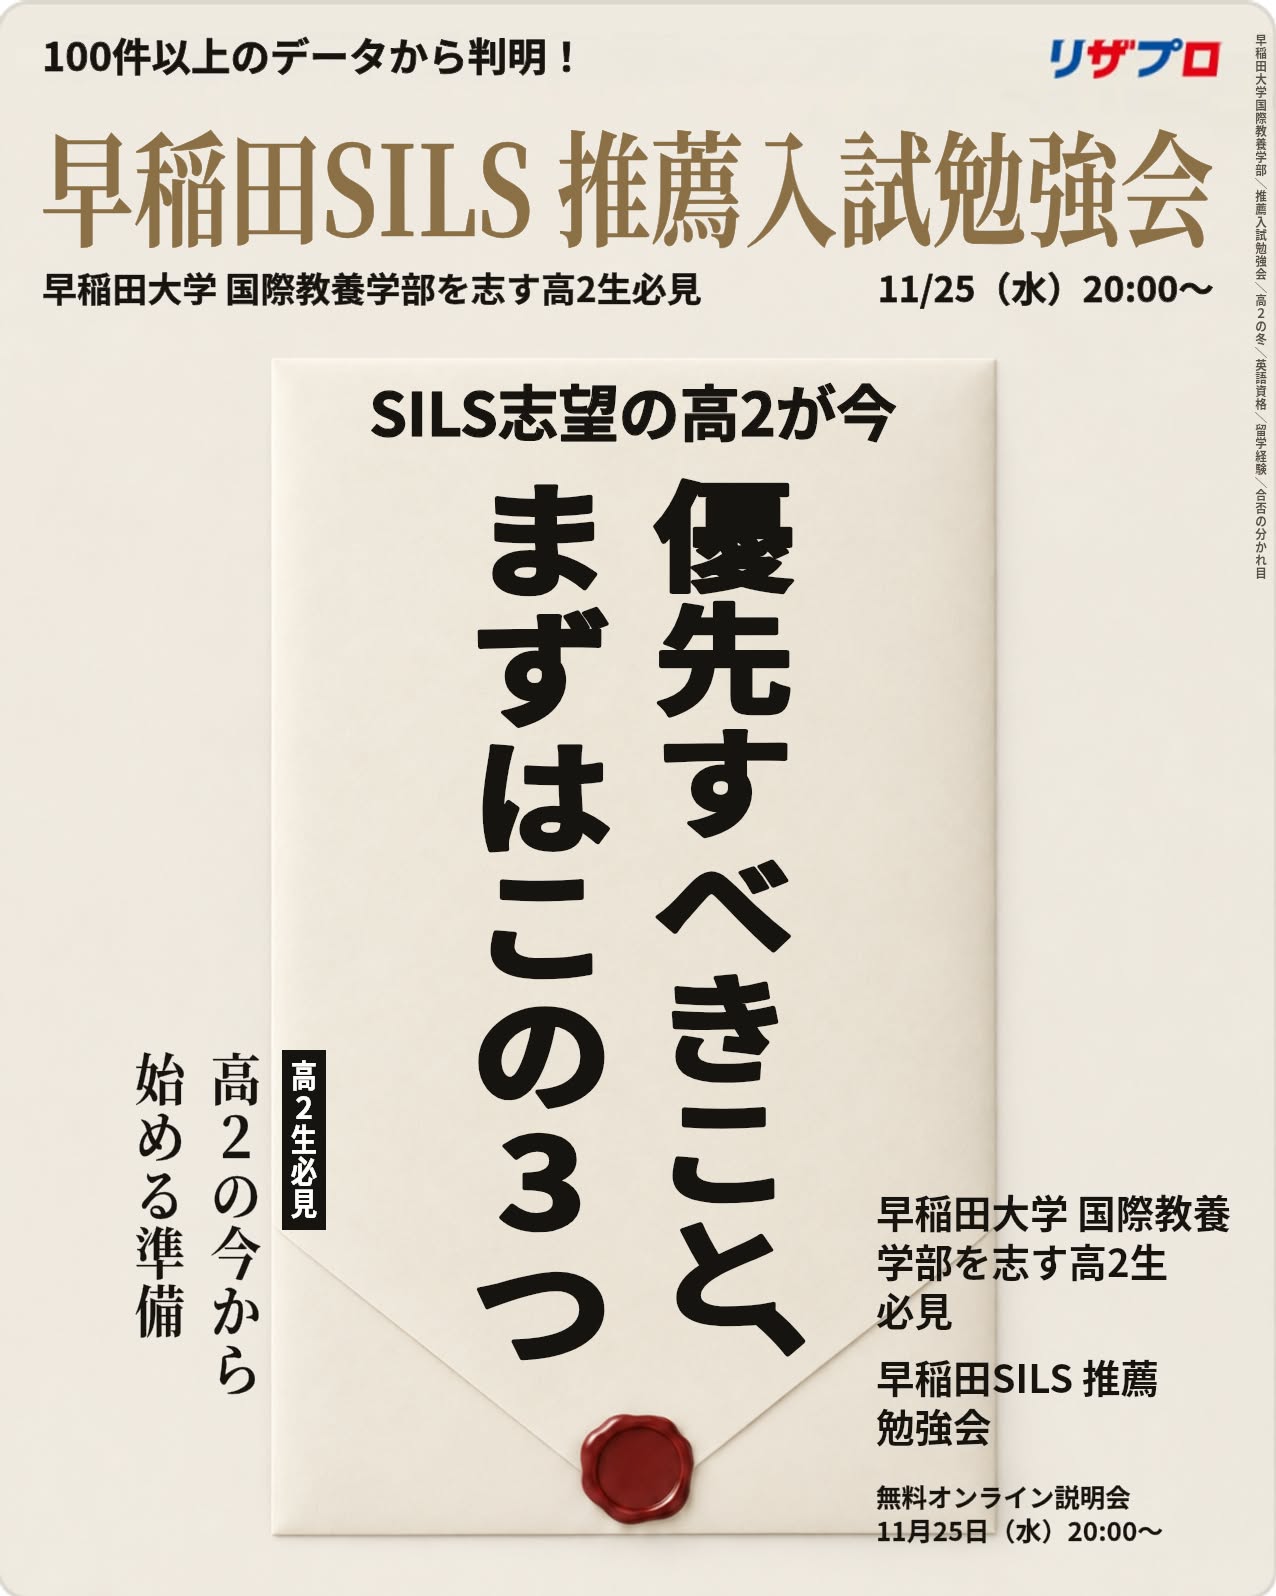 100件以上のデータから判明！
リザプロ
早稲田SILS 推薦入試勉強会
早稲田大学 国際教養学部を志す高2生必見
11/25（水）20:00〜
早稲田大学国際教養学部／推薦入試勉強会／高2の冬／英語資格／留学経験／合否の分かれ目
SILS志望の高2が今
優先すべきこと、
まずはこの3つ
高2生必見
高2の今から
始める準備
早稲田大学 国際教養
学部を志す高2生
必見
早稲田SILS 推薦
勉強会
無料オンライン説明会
11月25日（水）20:00〜